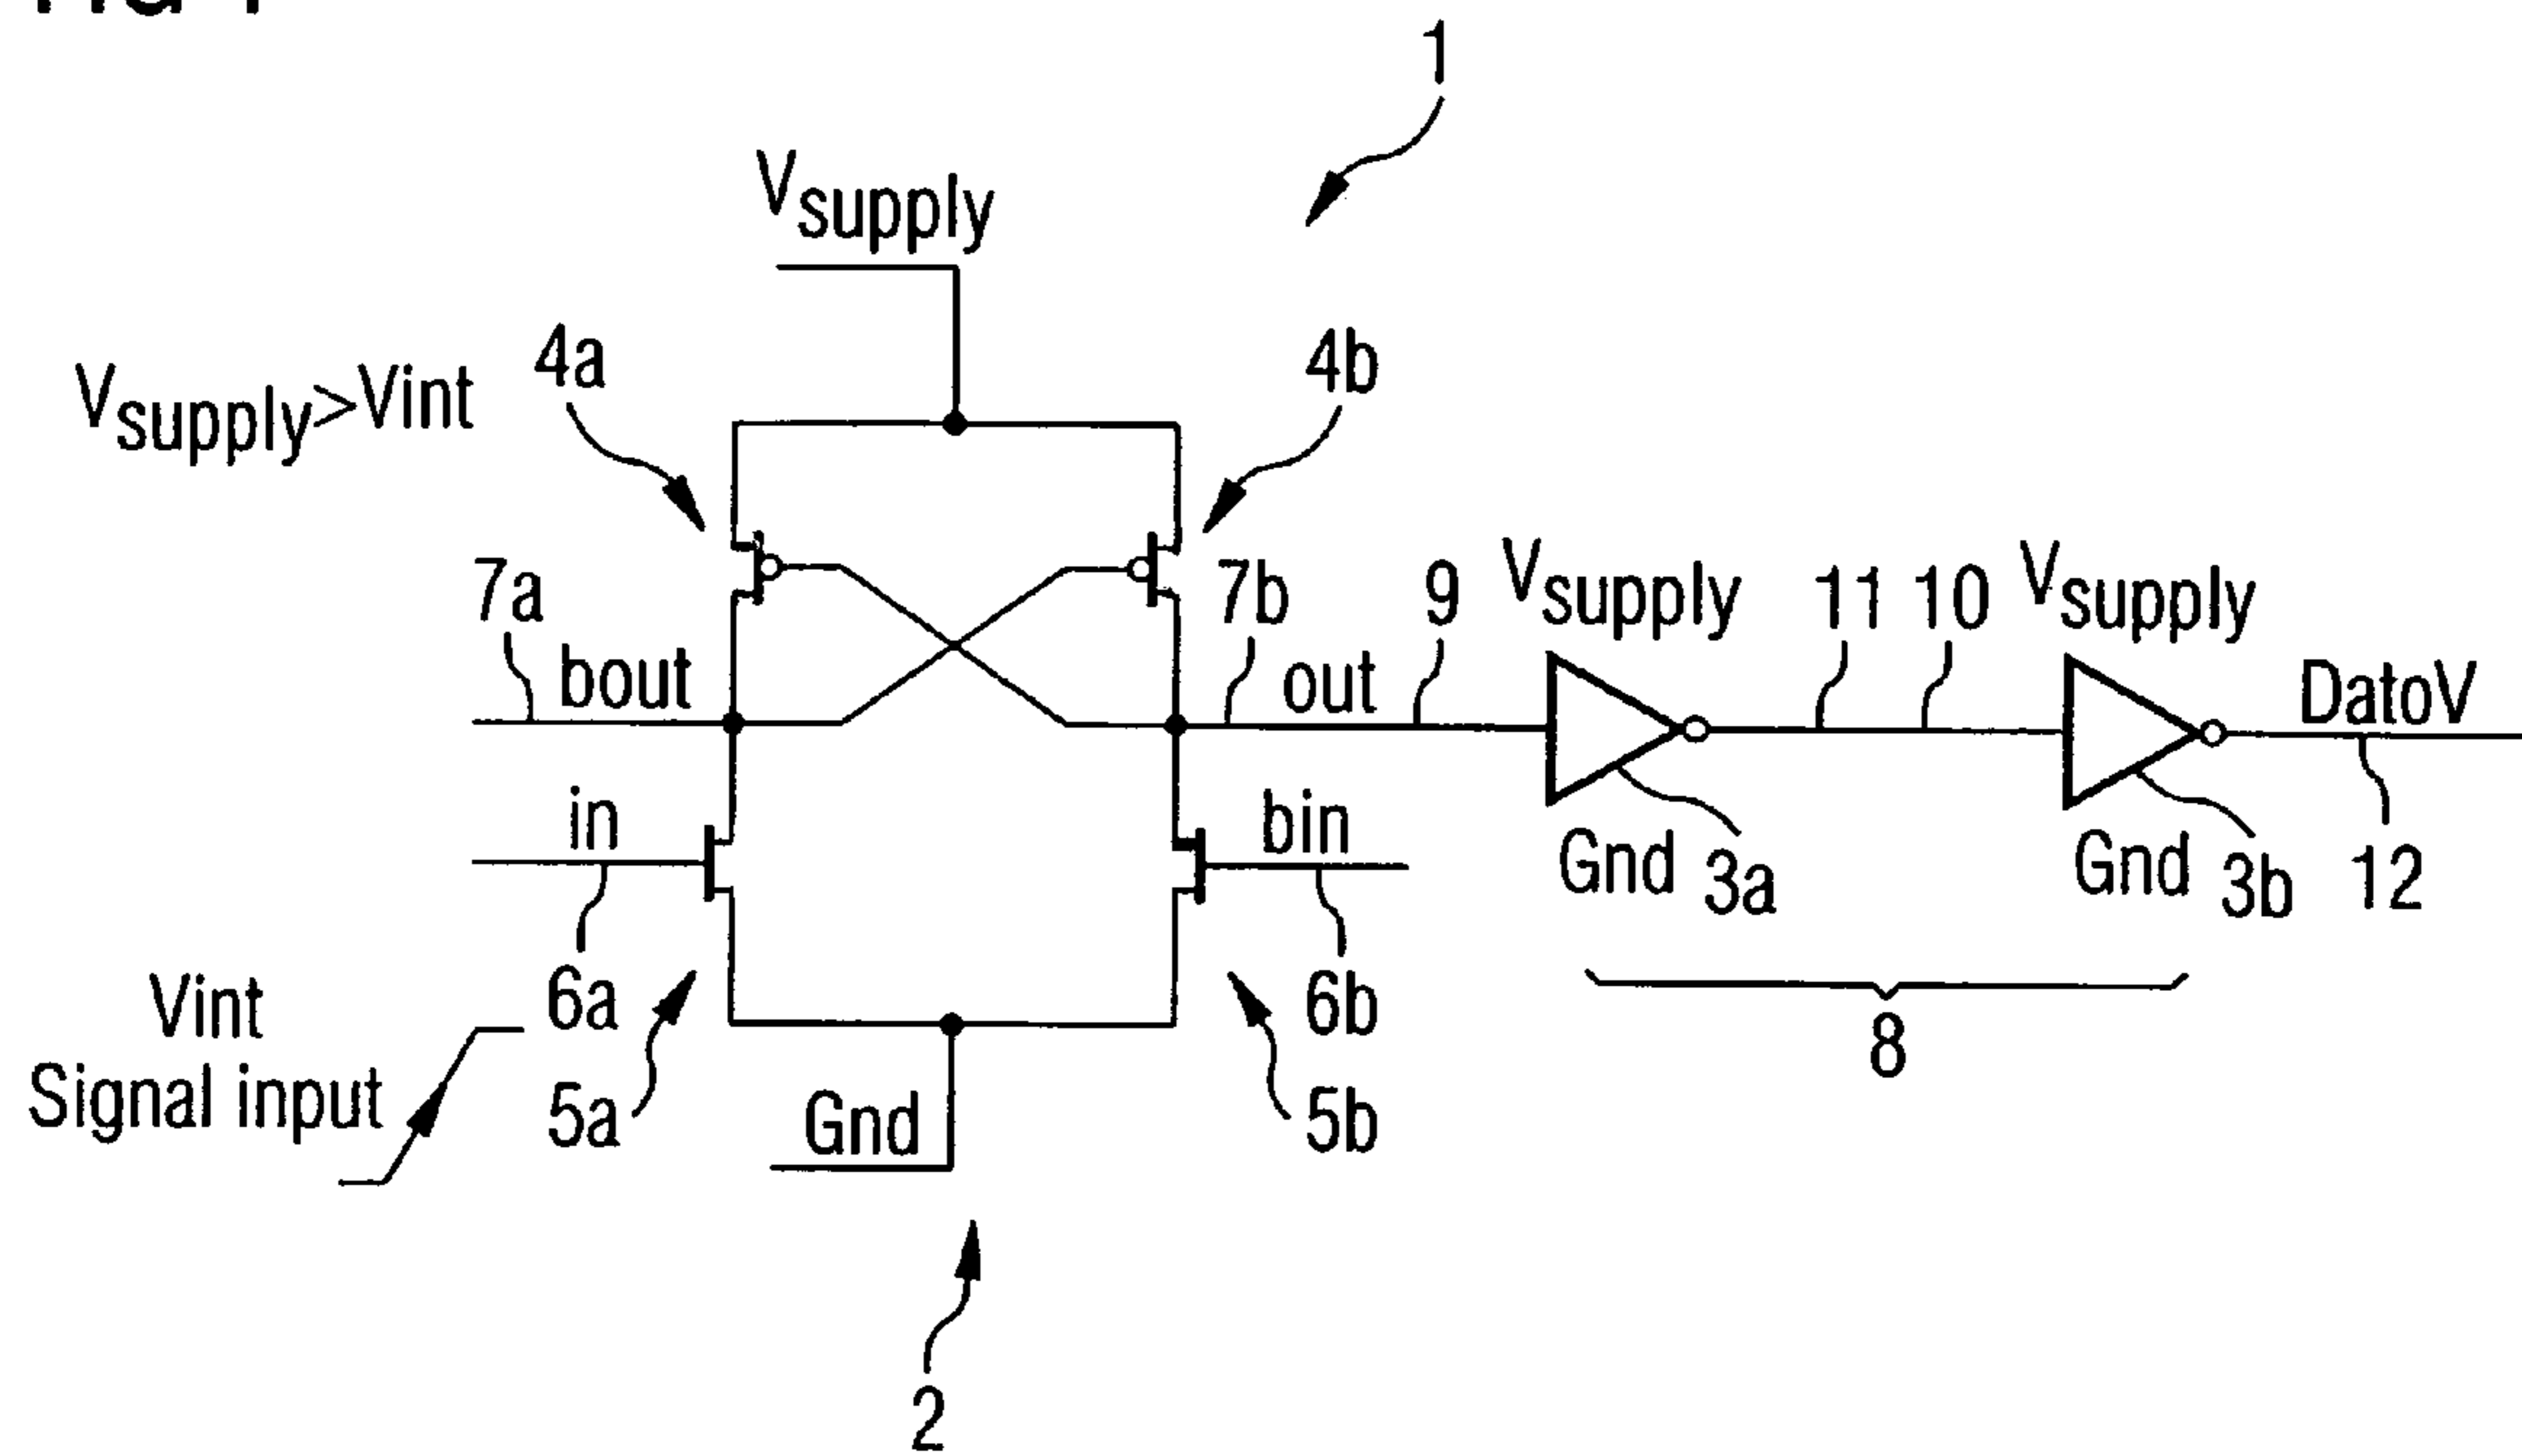 1
Vsupply
Vsupply>Vint
4a
4b
7a
bout
7b
out
9
Vsupply
11
10
Vsupply
DatoV
in
bin
6a
6b
Gnd
3a
Gnd
3b
12
8
Vint
Signal input
5a
Gnd
5b
2